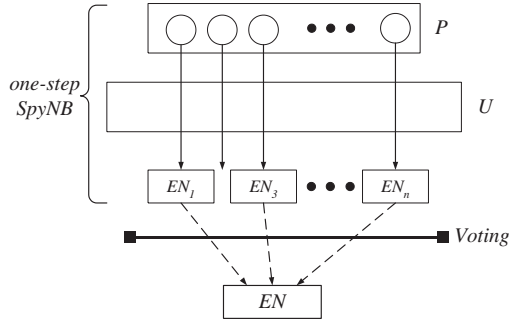 P
one-step
SpyNB
U
EN1
EN3
ENn
Voting
EN